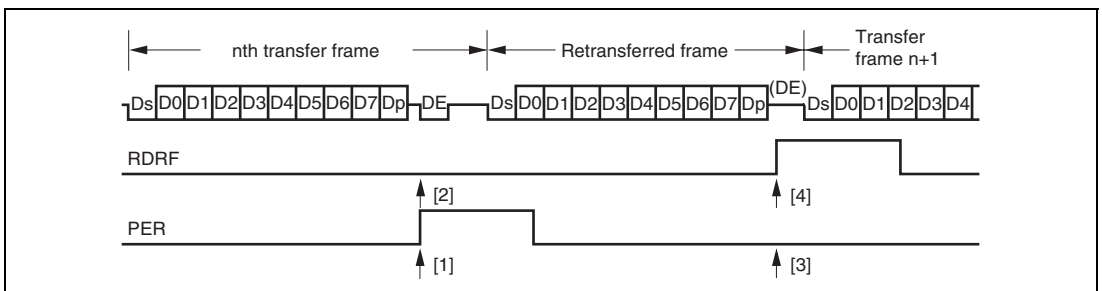 nth transfer frame Retransferred frame Transfer frame n+1
Ds D0 D1 D2 D3 D4 D5 D6 D7 Dp DE Ds D0 D1 D2 D3 D4 D5 D6 D7 Dp (DE) Ds D0 D1 D2 D3 D4
RDRF
[2] [4]
PER
[1] [3]